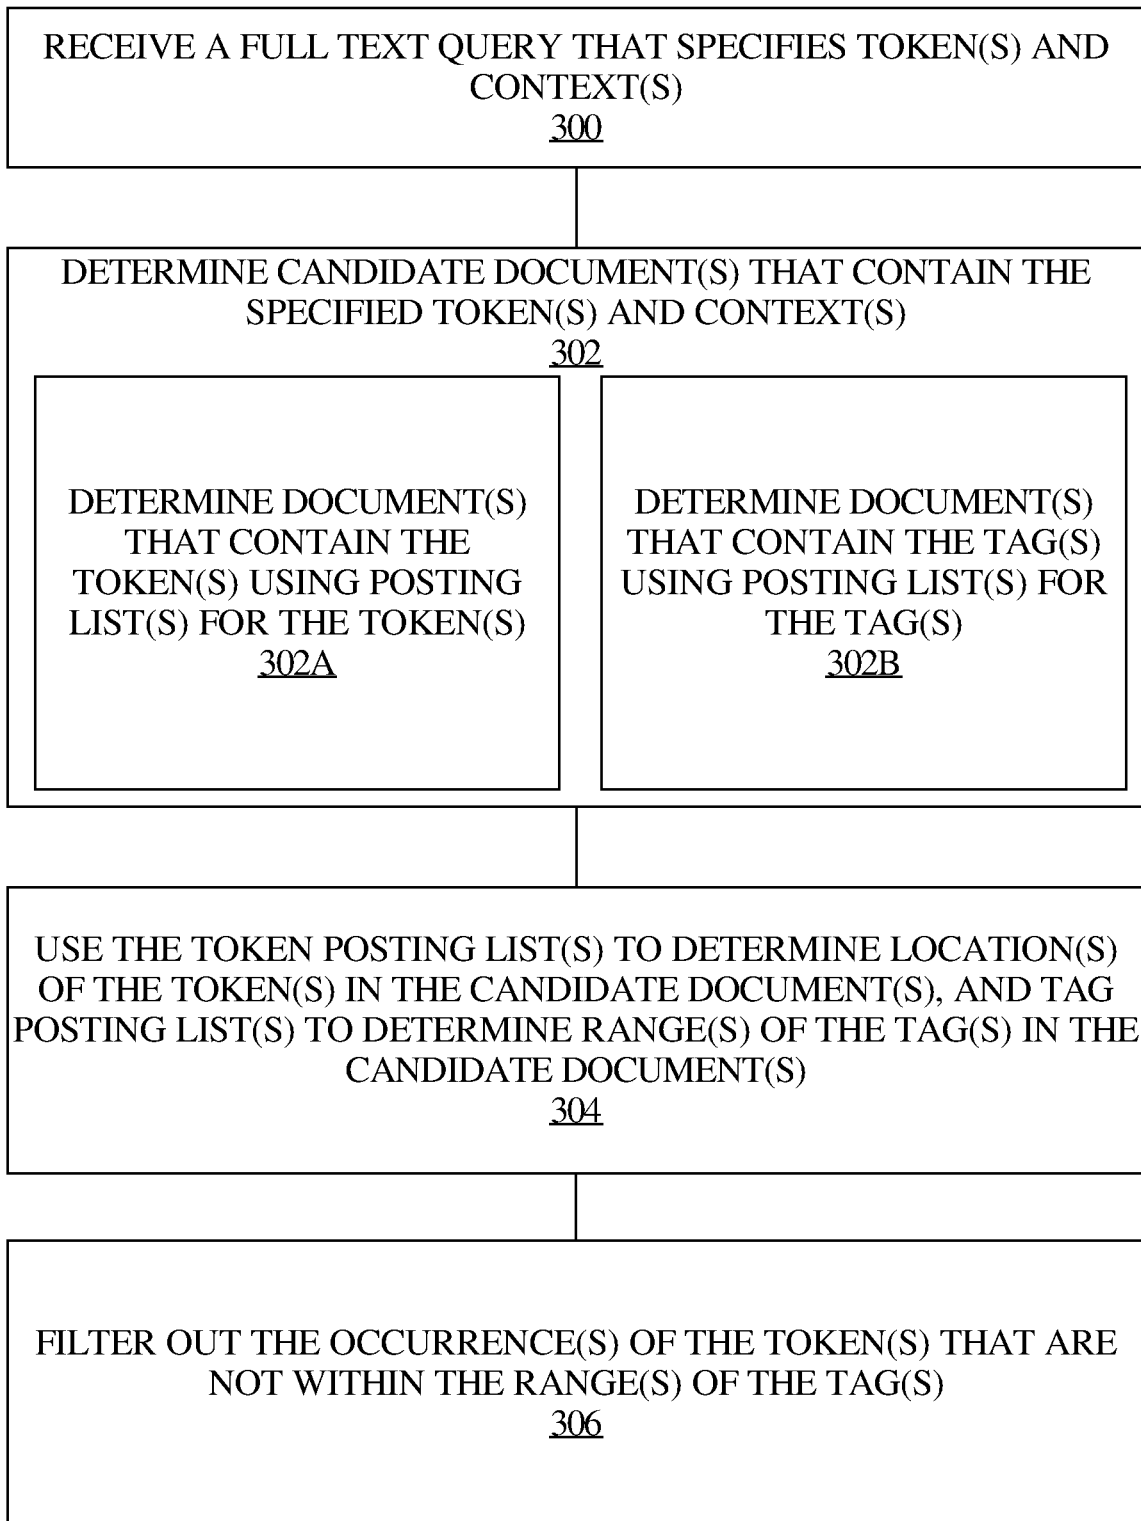 RECEIVE A FULL TEXT QUERY THAT SPECIFIES TOKEN(S) AND
CONTEXT(S)
300
DETERMINE CANDIDATE DOCUMENT(S) THAT CONTAIN THE
SPECIFIED TOKEN(S) AND CONTEXT(S)
302
DETERMINE DOCUMENT(S)
THAT CONTAIN THE
TOKEN(S) USING POSTING
LIST(S) FOR THE TOKEN(S)
302A
DETERMINE DOCUMENT(S)
THAT CONTAIN THE TAG(S)
USING POSTING LIST(S) FOR
THE TAG(S)
302B
USE THE TOKEN POSTING LIST(S) TO DETERMINE LOCATION(S)
OF THE TOKEN(S) IN THE CANDIDATE DOCUMENT(S), AND TAG
POSTING LIST(S) TO DETERMINE RANGE(S) OF THE TAG(S) IN THE
CANDIDATE DOCUMENT(S)
304
FILTER OUT THE OCCURRENCE(S) OF THE TOKEN(S) THAT ARE
NOT WITHIN THE RANGE(S) OF THE TAG(S)
306